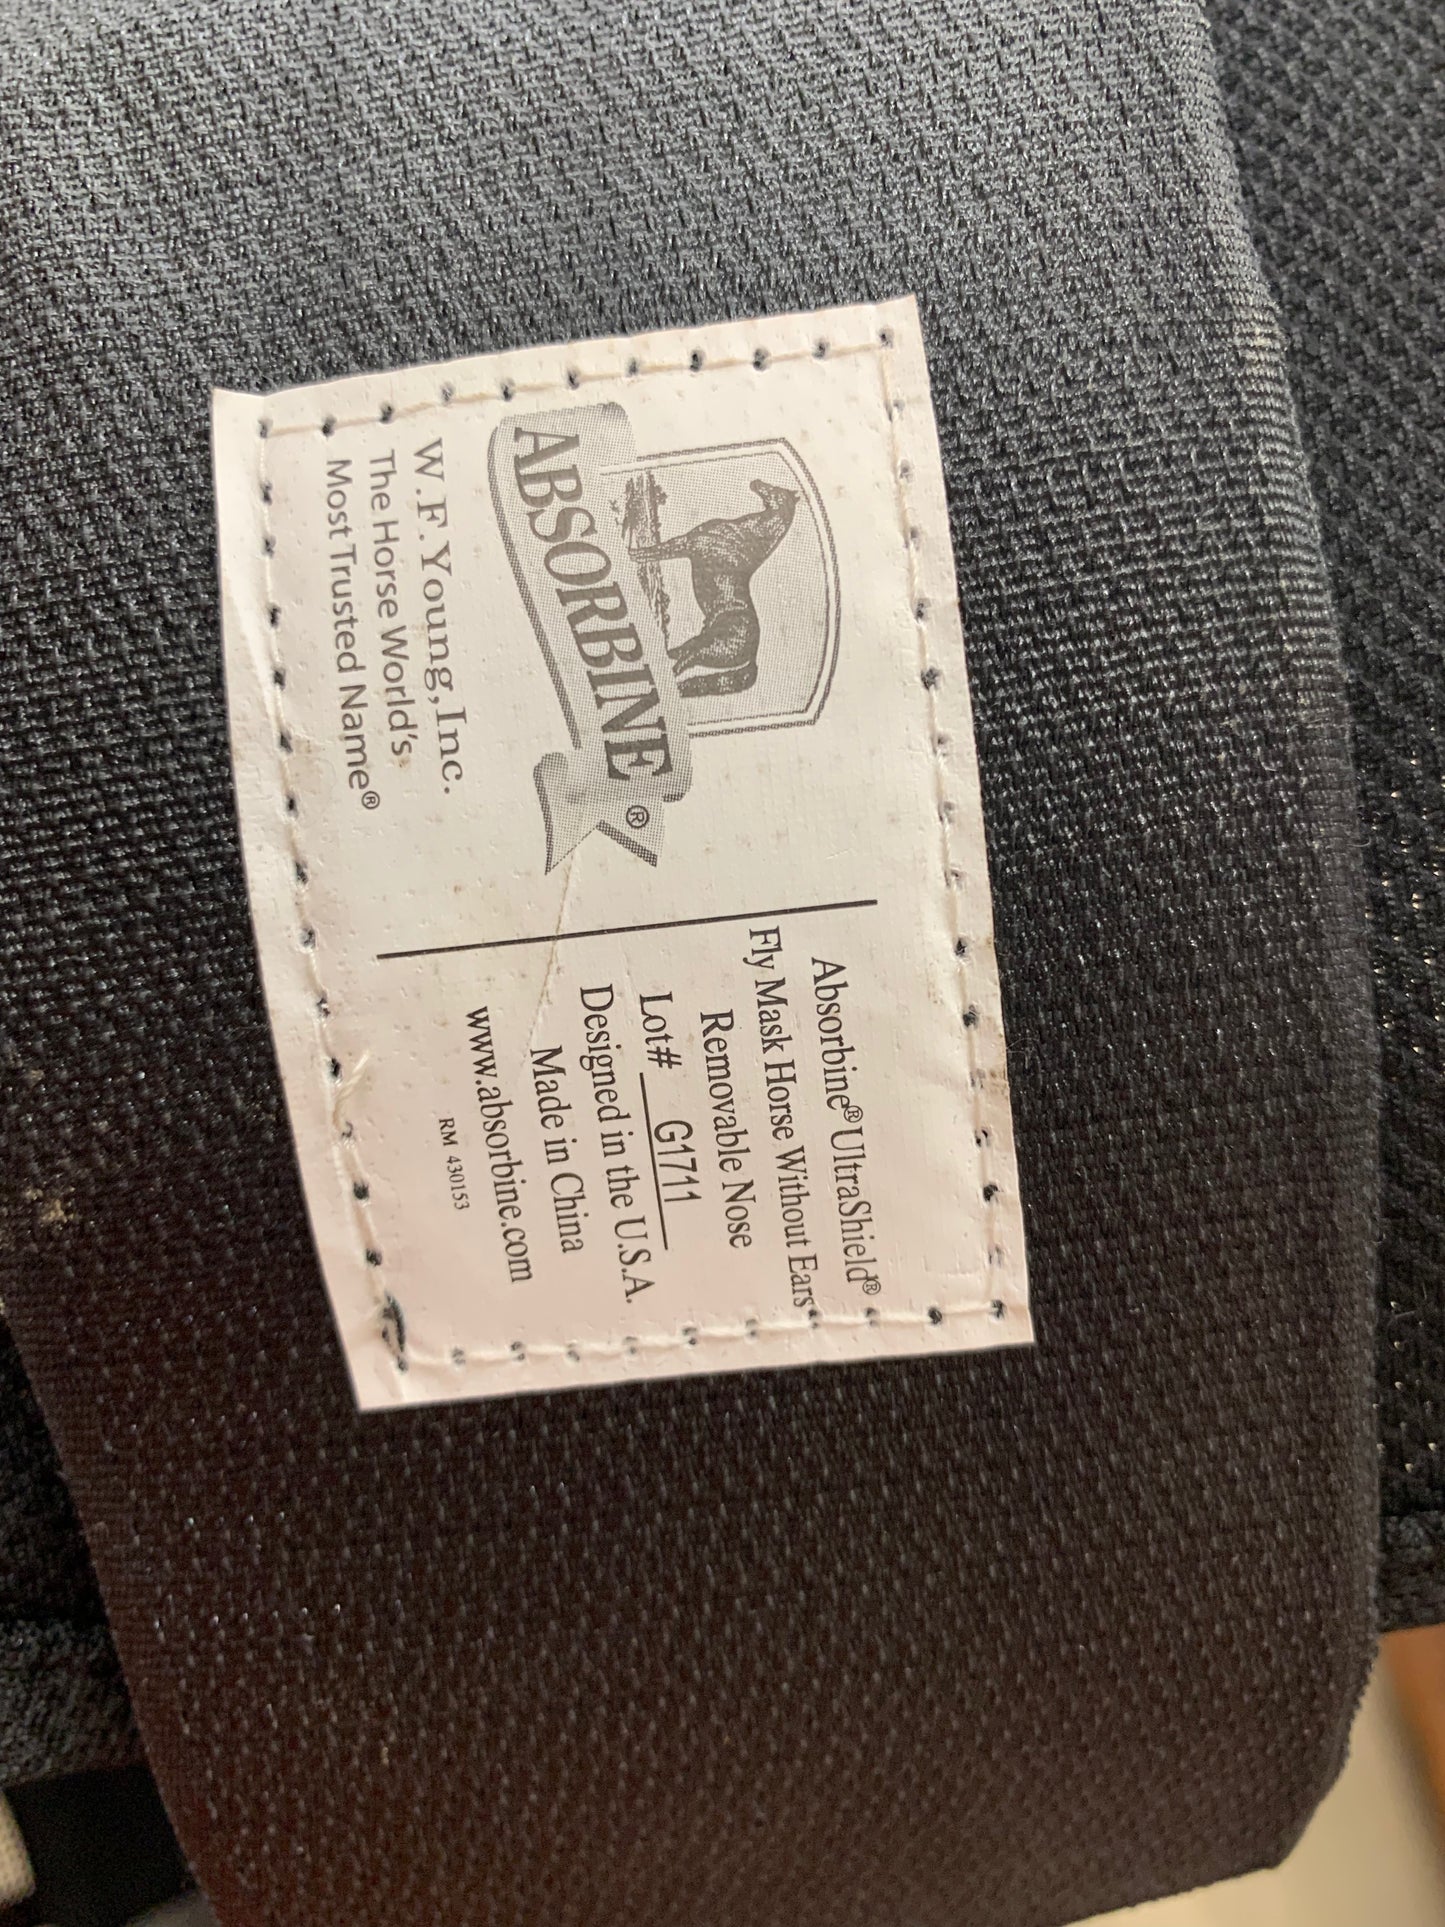 ABSORBINE®
W.F.Young,Inc.
The Horse World's
Most Trusted Name®
Absorbine® UltraShield®
Fly Mask Horse Without Ears
Removable Nose
Lot# G1711
Designed in the U.S.A.
Made in China
www.absorbine.com
RM 430153